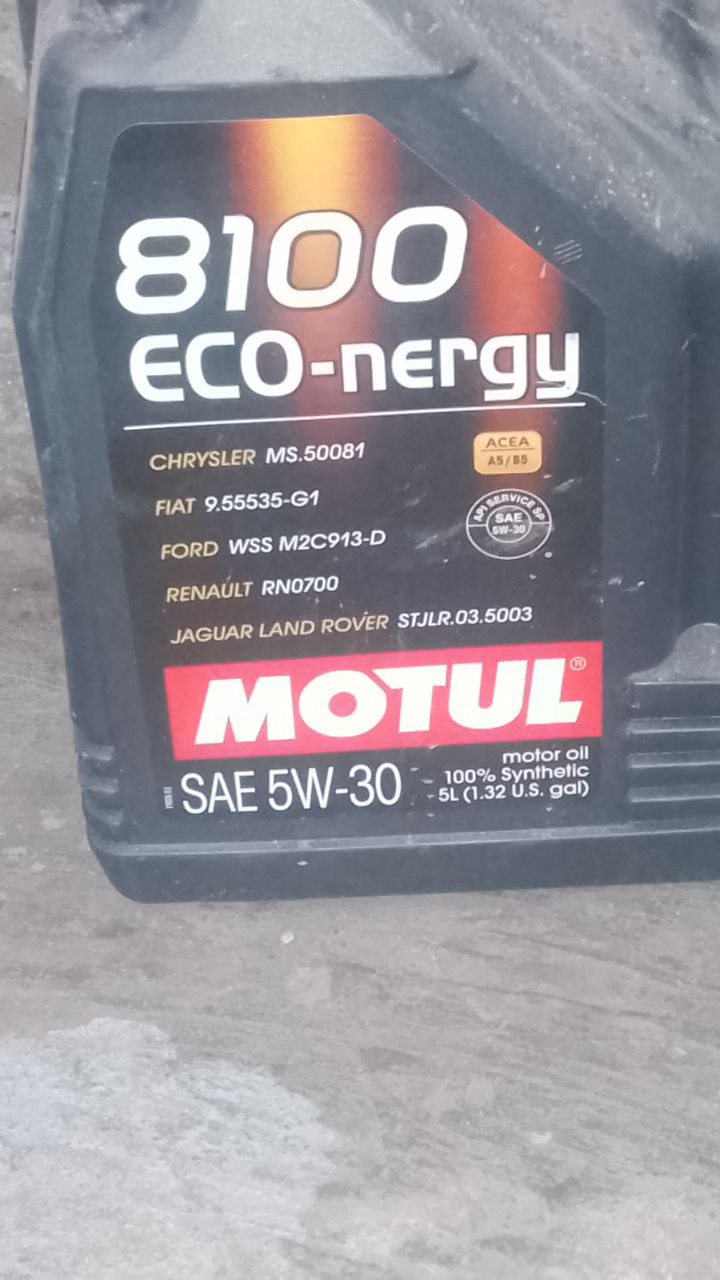 8100
ECO-nergy
CHRYSLER MS.50081
FIAT 9.55535-G1
FORD WSS M2C913-D
RENAULT RN0700
JAGUAR LAND ROVER STJLR.03.5003
ACEA
A5/B5
API SERVICE SP
SAE
5W-30
MOTUL®
SAE 5W-30
motor oil
100% Synthetic
5L (1.32 U.S. gal)